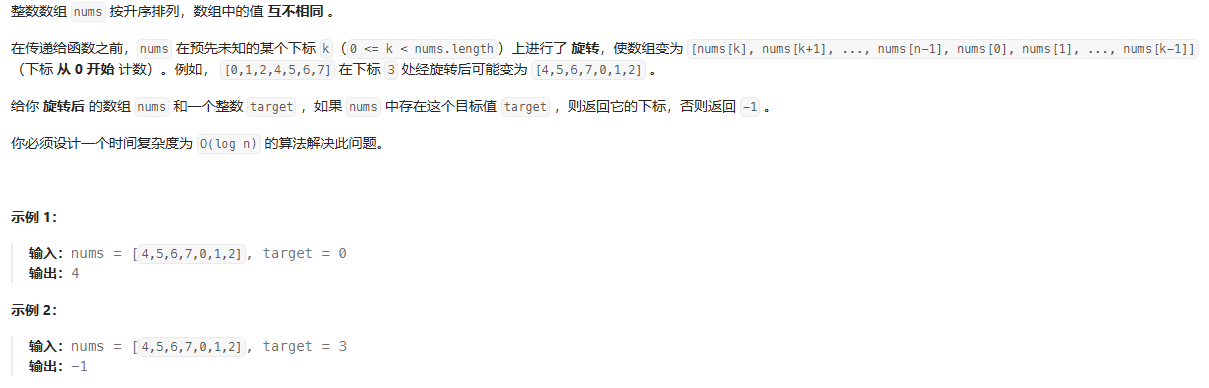 整数数组 nums 按升序排列，数组中的值 互不相同 。
在传递给函数之前，nums 在预先未知的某个下标 k（0 <= k < nums.length）上进行了 旋转，使数组变为 [nums[k], nums[k+1], ..., nums[n-1], nums[0], nums[1], ..., nums[k-1]]
（下标 从 0 开始 计数）。例如， [0,1,2,4,5,6,7] 在下标 3 处经旋转后可能变为 [4,5,6,7,0,1,2] 。
给你 旋转后 的数组 nums 和一个整数 target ，如果 nums 中存在这个目标值 target ，则返回它的下标，否则返回 -1 。
你必须设计一个时间复杂度为 O(log n) 的算法解决此问题。
示例 1：
输入：nums = [4,5,6,7,0,1,2], target = 0
输出：4
示例 2：
输入：nums = [4,5,6,7,0,1,2], target = 3
输出：-1